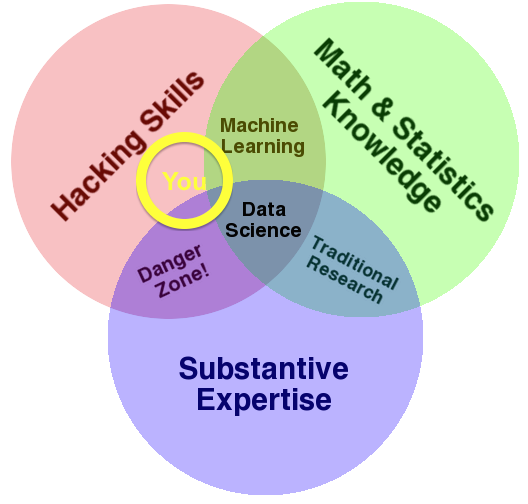 Hacking Skills
Math & Statistics
Knowledge
Machine
Learning
You
Data
Science
Danger
Zone!
Traditional
Research
Substantive
Expertise